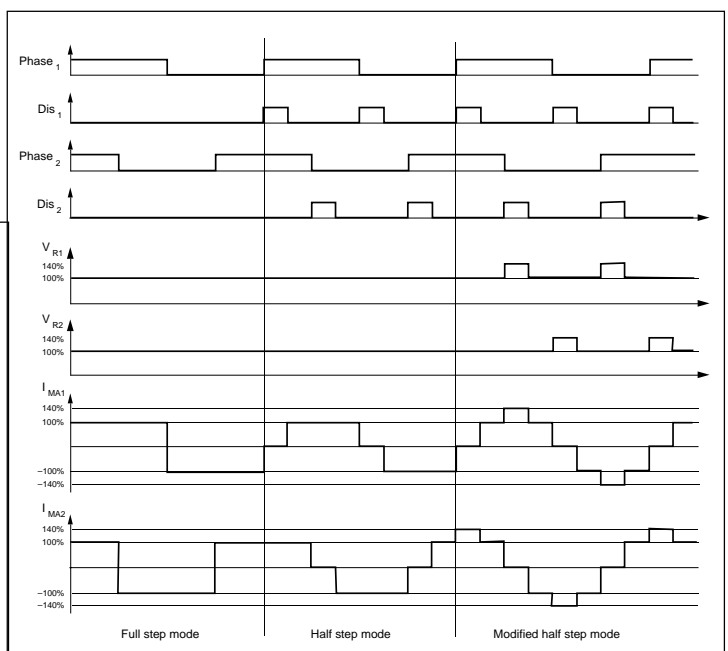 Phase 1
Dis 1
Phase 2
Dis 2
V R1
140%
100%
V R2
140%
100%
I MA1
140%
100%
–100%
–140%
I MA2
140%
100%
–100%
–140%
Full step mode
Half step mode
Modified half step mode